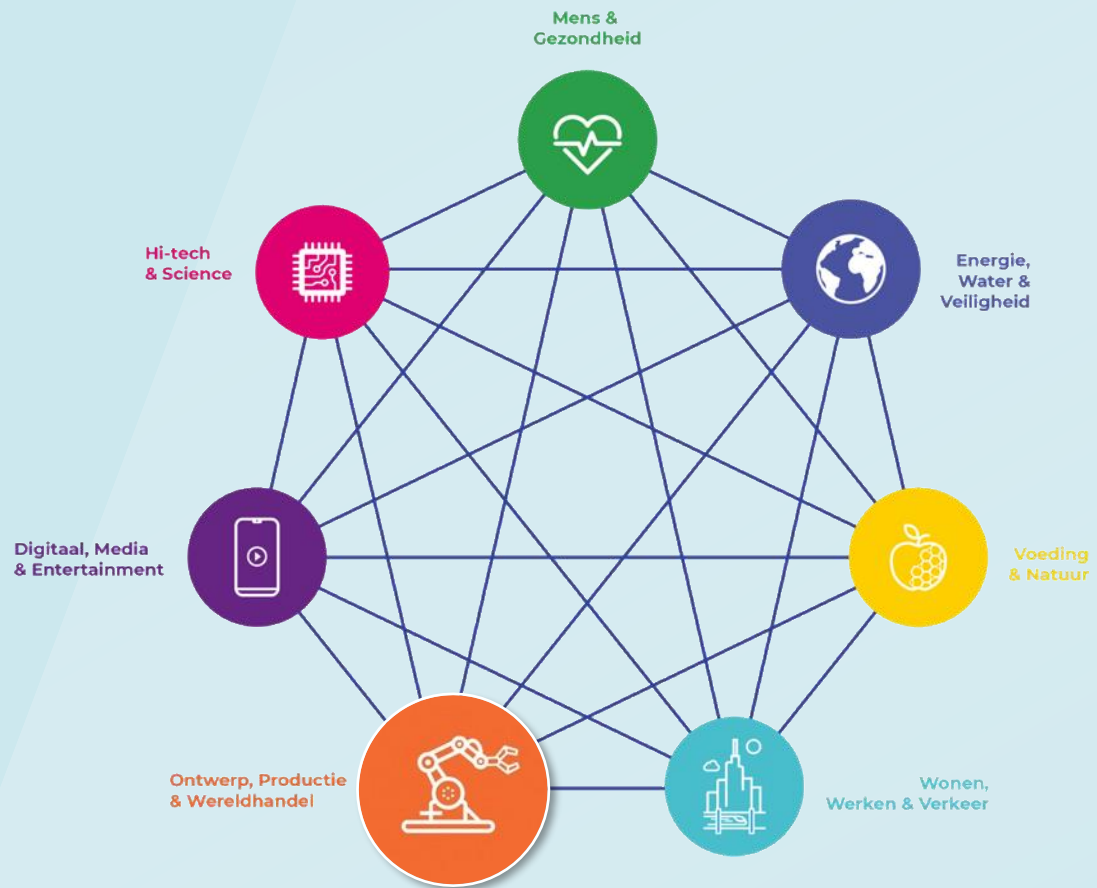 Mens &
Gezondheid
Hi-tech
& Science
Energie,
Water &
Veiligheid
Digitaal, Media
& Entertainment
Voeding
& Natuur
Ontwerp, Productie
& Wereldhandel
Wonen,
Werken & Verkeer